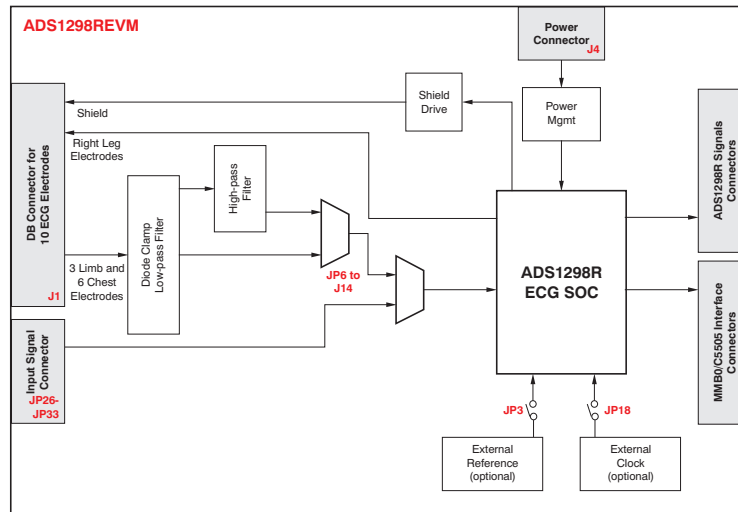 ADS1298REVM
Power
Connector
J4
Shield
Drive
Power
Mgmt
Shield
Right Leg
Electrodes
DB Connector for
10 ECG Electrodes
J1
3 Limb and
6 Chest
Electrodes
Diode Clamp
Low-pass Filter
High-pass
Filter
JP6 to
J14
ADS1298R
ECG SOC
ADS1298R Signals
Connectors
MMB0/C5505 Interface
Connectors
Input Signal
Connector
JP26-
JP33
JP3
JP18
External
Reference
(optional)
External
Clock
(optional)